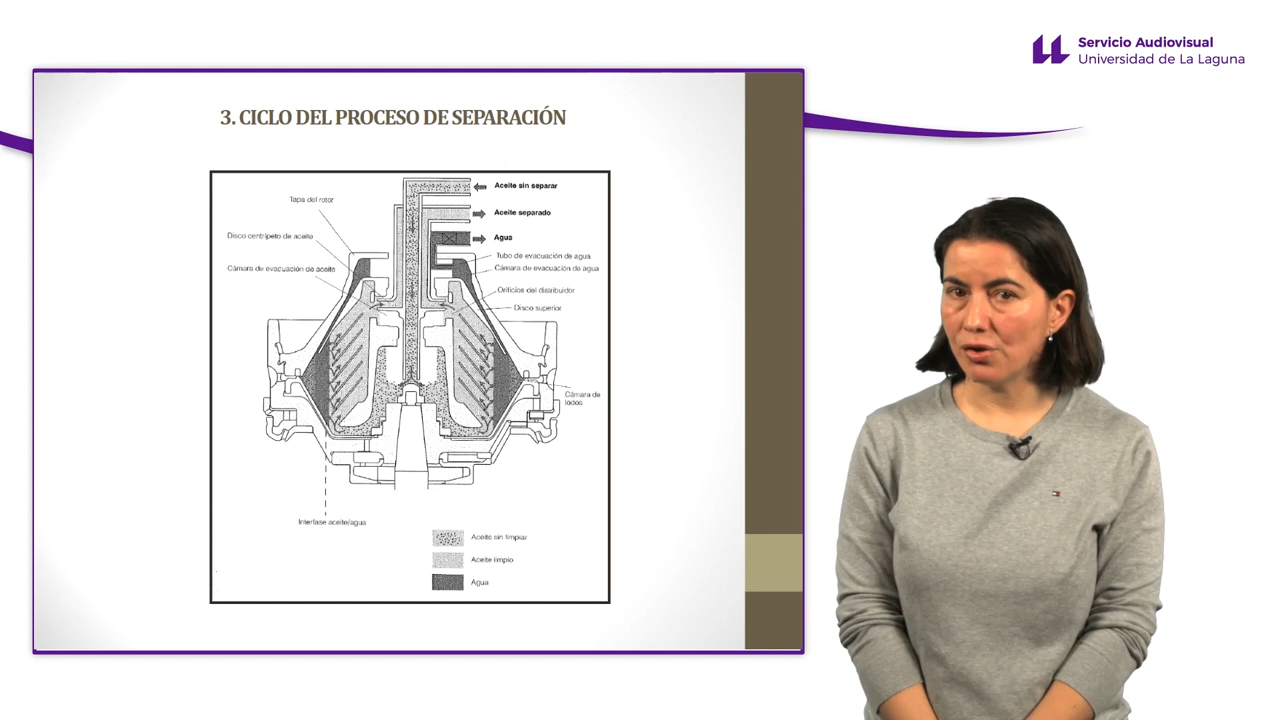 Servicio Audiovisual
Universidad de La Laguna
3. CICLO DEL PROCESO DE SEPARACIÓN
Aceite sin separar
Tapa del rotor
Aceite separado
Disco centrípeto de aceite
Agua
Tubo de evacuación de agua
Cámara de evacuación de aceite
Cámara de evacuación de agua
Orificios del distribuidor
Disco superior
Cámara de
lodos
Interfase aceite/agua
Aceite sin limpiar
Aceite limpio
Agua